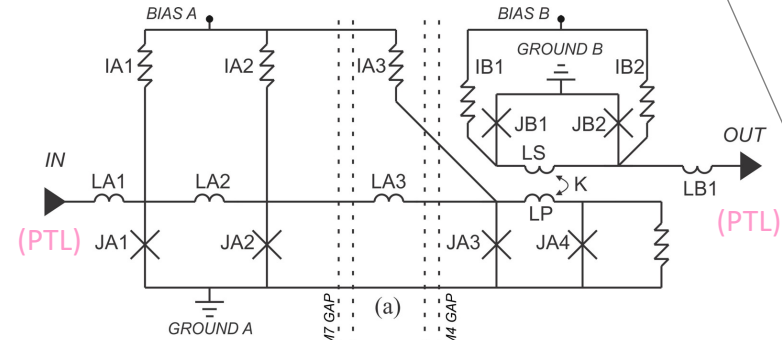 BIAS A
BIAS B
GROUND B
IA1
IA2
IA3
IB1
IB2
JB1
JB2
OUT
IN
LS
K
LA1
LA2
LA3
LP
LB1
(PTL)
(PTL)
JA1
JA2
JA3
JA4
GROUND A
M7 GAP
(a)
M4 GAP